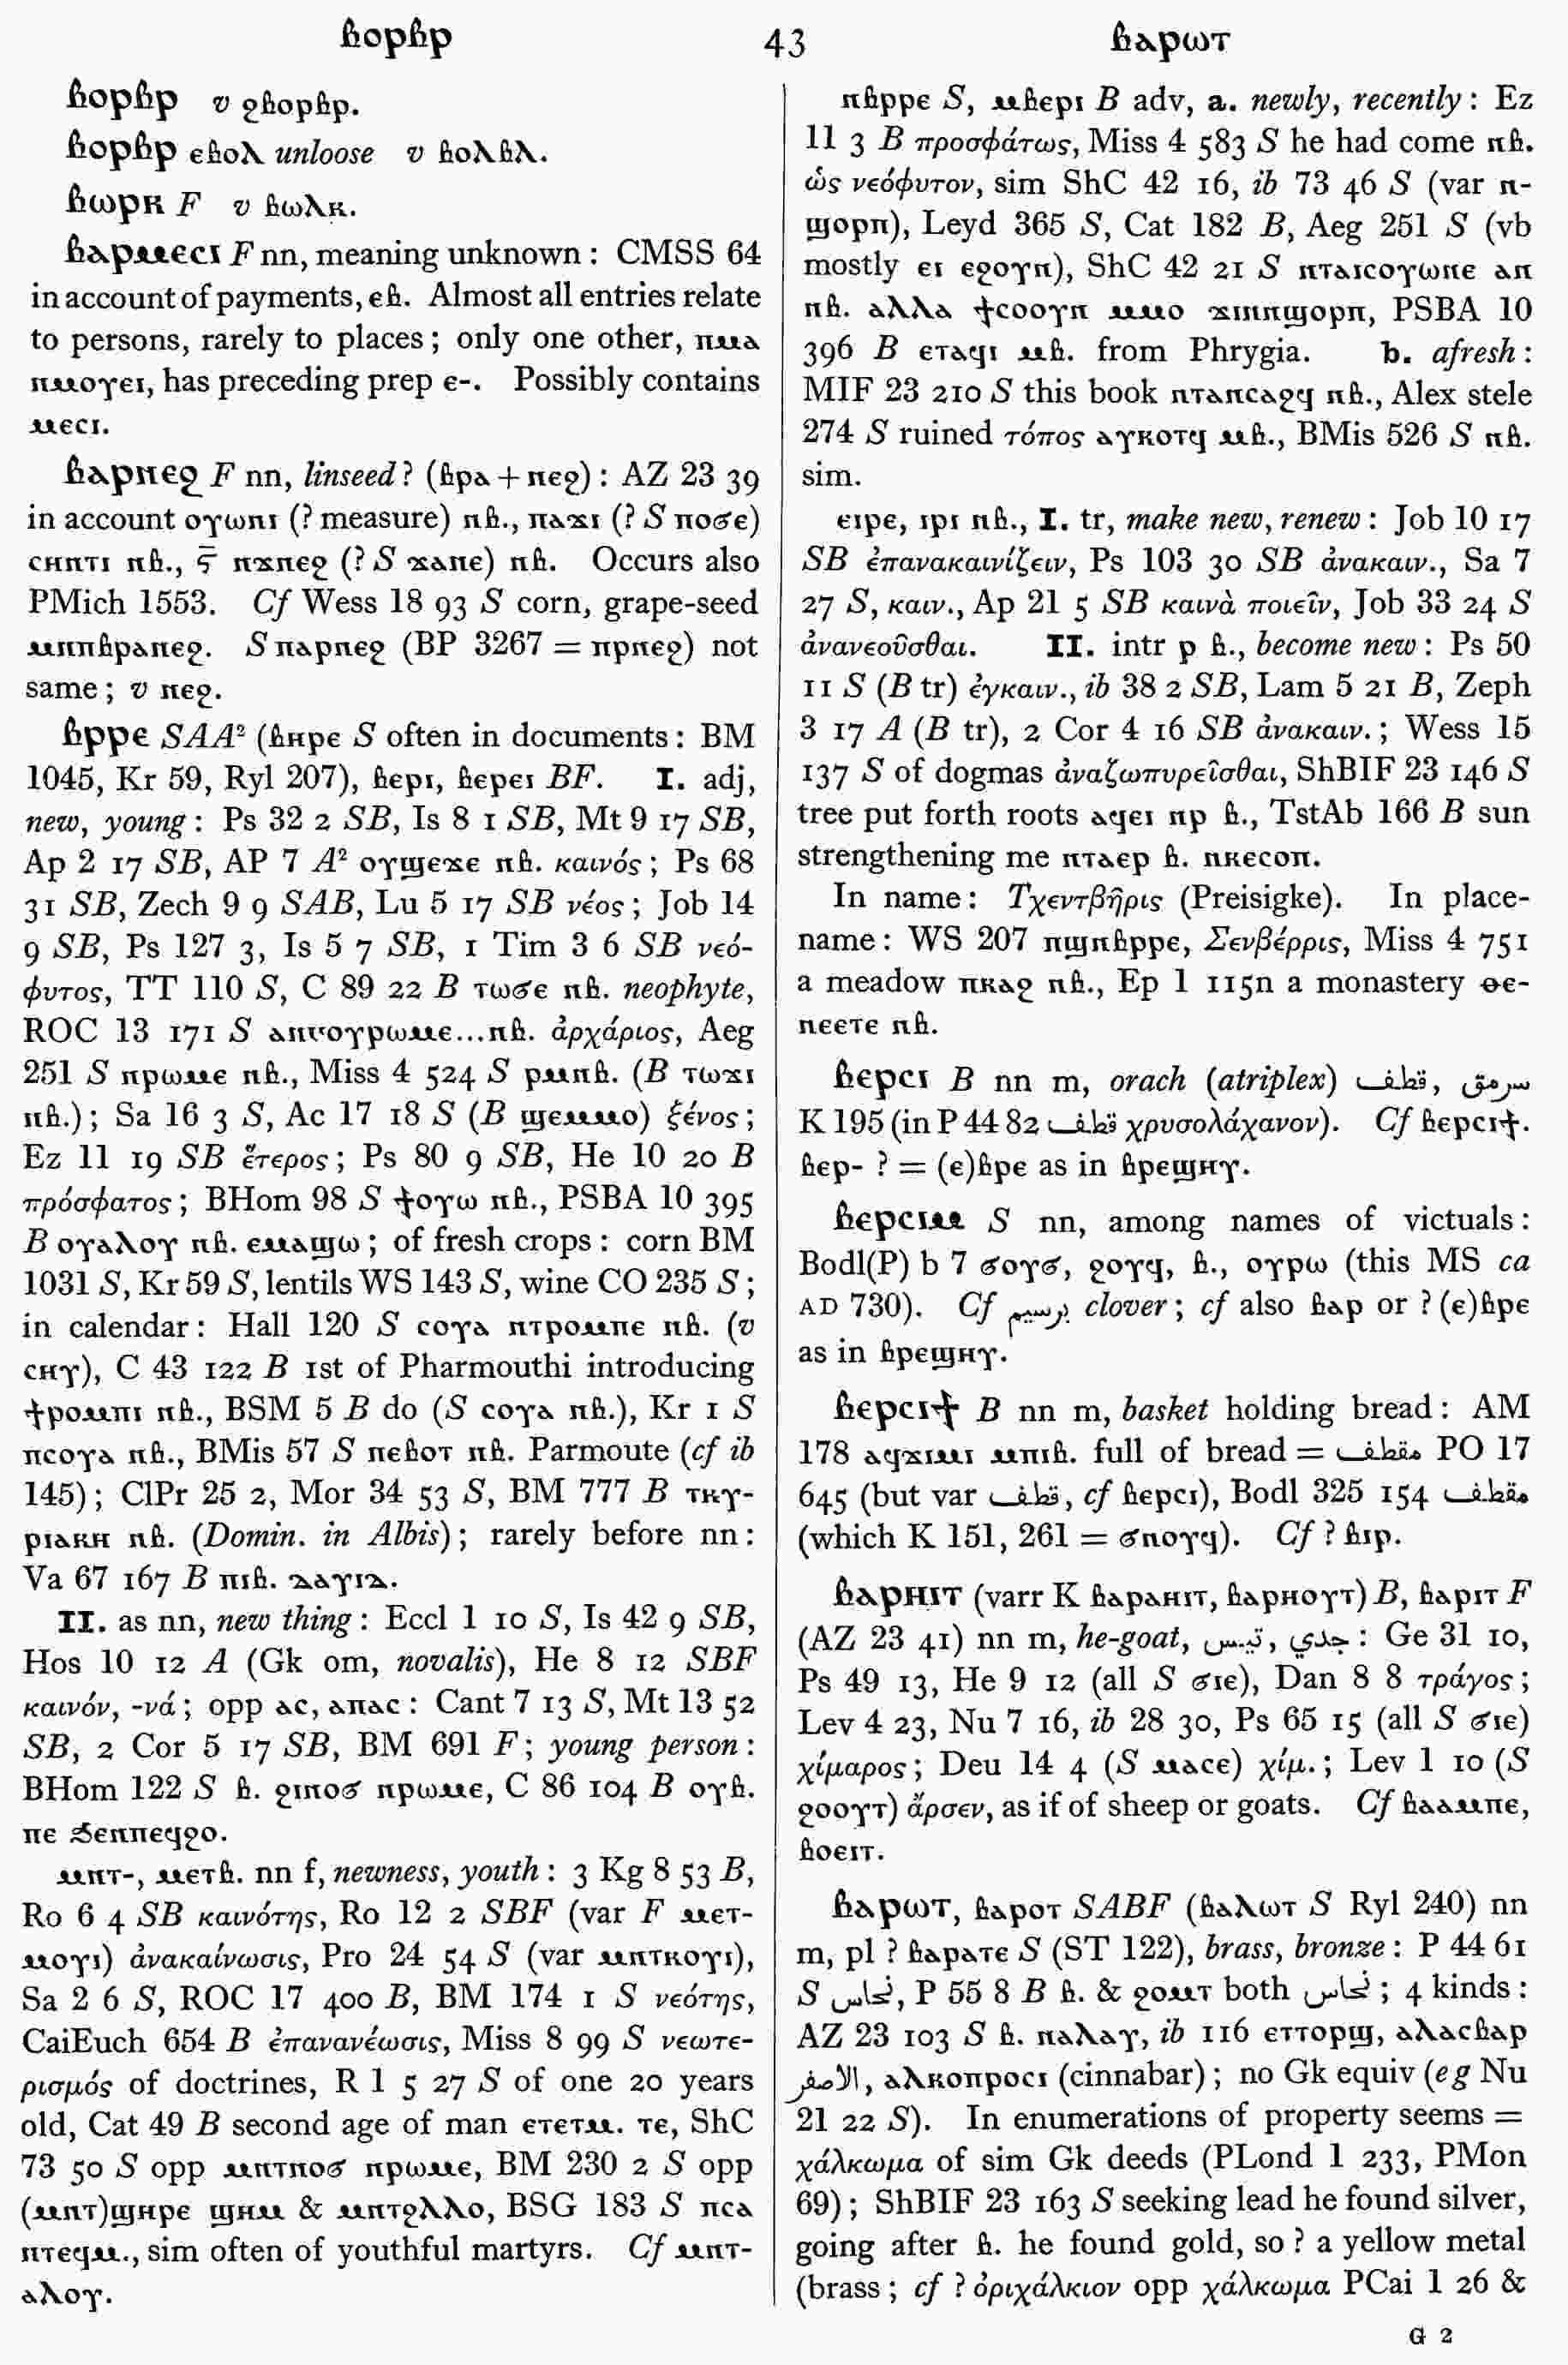 ⲃⲟⲣⲃⲣ 43 ⲃⲁⲣⲱⲧ
ⲃⲟⲣⲃⲣ v ϩⲃⲟⲣⲃⲣ.
ⲃⲟⲣⲃⲣ ⲉⲃⲟⲗ unloose v ⲃⲟⲗⲃⲗ.
ⲃⲱⲣⲕ F v ⲃⲱⲗⲕ.
ⲃⲁⲣⲙⲉⲥⲓ F nn, meaning unknown : CMSS 64
in account of payments, ⲉⲃ. Almost all entries relate
to persons, rarely to places ; only one other, ⲡⲙⲁ
ⲛⲙⲟⲩⲉⲓ, has preceding prep ⲉ-. Possibly contains
ⲙⲉⲥⲓ.
ⲃⲁⲣⲛⲉϩ F nn, linseed ? (ⲃⲣⲁ + ⲛⲉϩ) : AZ 23 39
in account ⲟⲩⲱⲛⲓ (? measure) ⲛⲃ., ⲡⲁϫⲓ (? S ⲡⲟϭⲉ)
ⲥⲛⲛϯⲓ ⲛⲃ., ⲋ̄ ⲛϫⲛⲉϩ (? S ϫⲁⲛⲉ) ⲛⲃ. Occurs also
PMich 1553. Cf Wess 18 93 S corn, grape-seed
ⲙⲛⲡⲃⲣⲁⲛⲉϩ. S ⲡⲁⲣⲛⲉϩ (BP 3267 = ⲡⲣⲛⲉϩ) not
same ; v ⲛⲉϩ.
ⲃⲣⲣⲉ SAA² (ⲃⲏⲣⲉ S often in documents : BM
1045, Kr 59, Ryl 207), ⲃⲉⲣⲓ, ⲃⲉⲣⲉⲓ BF. I. adj,
new, young : Ps 32 2 SB, Is 8 1 SB, Mt 9 17 SB,
Ap 2 17 SB, AP 7 A² ⲟⲩϣⲉϫⲉ ⲛⲃ. καινός ; Ps 68
31 SB, Zech 9 9 SAB, Lu 5 17 SB νέος ; Job 14
9 SB, Ps 127 3, Is 5 7 SB, 1 Tim 3 6 SB νεό-
φυτος, TT 110 S, C 89 22 B ⲧⲱϭⲉ ⲛⲃ. neophyte,
ROC 13 171 S ⲁⲛⲅⲟⲩⲣⲱⲙⲉ...ⲛⲃ. ἀρχάριος, Aeg
251 S ⲡⲣⲱⲙⲉ ⲛⲃ., Miss 4 524 S ⲣⲙⲛⲃ. (B ⲧⲱϫⲓ
ⲛⲃ.) ; Sa 16 3 S, Ac 17 18 S (B ϣⲉⲙⲙⲟ) ξένος ;
Ez 11 19 SB ἕτερος ; Ps 80 9 SB, He 10 20 B
πρόσφατος ; BHom 98 S ϯⲟⲩⲱ ⲛⲃ., PSBA 10 395
B ⲟⲩⲁⲗⲟⲩ ⲛⲃ. ⲉⲙⲁϣⲱ ; of fresh crops : corn BM
1031 S, Kr 59 S, lentils WS 143 S, wine CO 235 S ;
in calendar : Hall 120 S ⲥⲟⲩⲁ ⲛⲧⲣⲟⲙⲡⲉ ⲛⲃ. (v
ⲥⲏⲩ), C 43 122 B 1st of Pharmouthi introducing
ϯⲣⲟⲙⲡⲓ ⲛⲃ., BSM 5 B do (S ⲥⲟⲩⲁ ⲛⲃ.), Kr 1 S
ⲡⲥⲟⲩⲁ ⲛⲃ., BMis 57 S ⲡⲉⲃⲟⲧ ⲛⲃ. Parmoute (cf ib
145) ; ClPr 25 2, Mor 34 53 S, BM 777 B ⲧⲕⲩ-
ⲣⲓⲁⲕⲏ ⲛⲃ. (Domin. in Albis) ; rarely before nn :
Va 67 167 B ⲡⲓⲃ. ⲇⲁⲩⲓⲇ.
II. as nn, new thing : Eccl 1 10 S, Is 42 9 SB,
Hos 10 12 A (Gk om, novalis), He 8 12 SBF
καινόν, -νά ; opp ⲁⲥ, ⲁⲡⲁⲥ : Cant 7 13 S, Mt 13 52
SB, 2 Cor 5 17 SB, BM 691 F ; young person :
BHom 122 S ⲃ. ϩⲓⲛⲟϭ ⲛⲣⲱⲙⲉ, C 86 104 B ⲟⲩⲃ.
ⲡⲉ ϧⲉⲛⲡⲉϥϩⲟ.
ⲙⲛⲧ-, ⲙⲉⲧⲃ. nn f, newness, youth : 3 Kg 8 53 B,
Ro 6 4 SB καινότης, Ro 12 2 SBF (var F ⲙⲉⲧ-
ⲙⲟⲩⲓ) ἀνακαίνωσις, Pro 24 54 S (var ⲙⲛⲧⲕⲟⲩⲓ),
Sa 2 6 S, ROC 17 400 B, BM 174 1 S νεότης,
CaiEuch 654 B ἐπανανέωσις, Miss 8 99 S νεωτε-
ρισμός of doctrines, R 1 5 27 S of one 20 years
old, Cat 49 B second age of man ⲉⲧⲉⲧⲙ. ⲧⲉ, ShC
73 50 S opp ⲙⲛⲧⲛⲟϭ ⲛⲣⲱⲙⲉ, BM 230 2 S opp
(ⲙⲛⲧ)ϣⲏⲣⲉ ϣⲏⲙ & ⲙⲛⲧϩⲗⲗⲟ, BSG 183 S ⲡⲥⲁ
ⲛⲧⲉϥⲙ., sim often of youthful martyrs. Cf ⲙⲛⲧ-
ⲁⲗⲟⲩ.
ⲛⲃⲣⲣⲉ S, ⲙⲃⲉⲣⲓ B adv, a. newly, recently : Ez
11 3 B προσφάτως, Miss 4 583 S he had come ⲛⲃ.
ὡς νεόφυτον, sim ShC 42 16, ib 73 46 S (var ⲛ-
ϣⲟⲣⲡ), Leyd 365 S, Cat 182 B, Aeg 251 S (vb
mostly ⲉⲓ ⲉϩⲟⲩⲛ), ShC 42 21 S ⲛⲧⲁⲓⲥⲟⲩⲱⲛⲉ ⲁⲛ
ⲛⲃ. ⲁⲗⲗⲁ ϯⲥⲟⲟⲩⲛ ⲙⲙⲟ ϫⲓⲛⲛϣⲟⲣⲡ, PSBA 10
396 B ⲉⲧⲁϥⲓ ⲙⲃ. from Phrygia. b. afresh :
MIF 23 210 S this book ⲛⲧⲁⲛⲥⲁϩϥ ⲛⲃ., Alex stele
274 S ruined τόπος ⲁⲩⲕⲟⲧϥ ⲙⲃ., BMis 526 S ⲛⲃ.
sim.
ⲉⲓⲣⲉ, ⲓⲣⲓ ⲛⲃ., I. tr, make new, renew : Job 10 17
SB ἐπανακαινίζειν, Ps 103 30 SB ἀνακαιν., Sa 7
27 S, καιν., Ap 21 5 SB καινὰ ποιεῖν, Job 33 24 S
ἀνανεοῦσθαι. II. intr ⲣ ⲃ., become new : Ps 50
11 S (B tr) ἐγκαιν., ib 38 2 SB, Lam 5 21 B, Zeph
3 17 A (B tr), 2 Cor 4 16 SB ἀνακαιν. ; Wess 15
137 S of dogmas ἀναζωπυρεῖσθαι, ShBIF 23 146 S
tree put forth roots ⲁϥⲉⲓ ⲛⲣ ⲃ., TstAb 166 B sun
strengthening me ⲛⲧⲁⲉⲣ ⲃ. ⲛⲕⲉⲥⲟⲡ.
In name : Τχεντβῆρις (Preisigke). In place-
name : WS 207 ⲡϣⲛⲃⲣⲣⲉ, Σενβέρρις, Miss 4 751
a meadow ⲡⲕⲁϩ ⲛⲃ., Ep 1 115n a monastery ⲑⲉ-
ⲛⲉⲉⲧⲉ ⲛⲃ.
ⲃⲉⲣⲥⲓ B nn m, orach (atriplex) قطف, سرمق
K 195 (in P 44 82 قطف χρυσολάχανον). Cf ⲃⲉⲣⲥⲓϯ.
ⲃⲉⲣ- ? = (ⲉ)ⲃⲣⲉ as in ⲃⲣⲉϣⲏⲩ.
ⲃⲉⲣⲥⲓⲙ S nn, among names of victuals :
Bodl(P) b 7 ϭⲟⲩϭ, ϩⲟⲩϥ, ⲃ., ⲟⲩⲣⲱ (this MS ca
AD 730). Cf برسيم clover ; cf also ⲃⲁⲣ or ? (ⲉ)ⲃⲣⲉ
as in ⲃⲣⲉϣⲏⲩ.
ⲃⲉⲣⲥⲓϯ B nn m, basket holding bread : AM
178 ⲁϥϫⲓⲙⲓ ⲙⲡⲓⲃ. full of bread = مقطف PO 17
645 (but var قطف, cf ⲃⲉⲣⲥⲓ), Bodl 325 154 مقطف
(which K 151, 261 = ϭⲛⲟⲩϥ). Cf ? ⲃⲓⲣ.
ⲃⲁⲣⲏⲓⲧ (varr K ⲃⲁⲣⲁⲏⲓⲧ, ⲃⲁⲣⲏⲟⲩⲧ) B, ⲃⲁⲣⲓⲧ F
(AZ 23 41) nn m, he-goat, جدي, تيس : Ge 31 10,
Ps 49 13, He 9 12 (all S ϭⲓⲉ), Dan 8 8 τράγος ;
Lev 4 23, Nu 7 16, ib 28 30, Ps 65 15 (all S ϭⲓⲉ)
χίμαρος ; Deu 14 4 (S ⲙⲁⲥⲉ) χίμ. ; Lev 1 10 (S
ϩⲟⲟⲩⲧ) ἄρσεν, as if of sheep or goats. Cf ⲃⲁⲁⲙⲡⲉ,
ⲃⲟⲉⲓⲧ.
ⲃⲁⲣⲱⲧ, ⲃⲁⲣⲟⲧ SABF (ⲃⲁⲗⲱⲧ S Ryl 240) nn
m, pl ? ⲃⲁⲣⲁⲧⲉ S (ST 122), brass, bronze : P 44 61
S نحاس, P 55 8 B ⲃ. & ϩⲟⲙⲧ both نحاس ; 4 kinds :
AZ 23 103 S ⲃ. ⲡⲁⲗⲁⲩ, ib 116 ⲉⲧⲧⲟⲣϣ, ⲁⲗⲁⲥⲃⲁⲣ
الاصفر, ⲁⲗⲕⲟⲡⲣⲟⲥⲓ (cinnabar) ; no Gk equiv (eg Nu
21 22 S). In enumerations of property seems =
χάλκωμα of sim Gk deeds (PLond 1 233, PMon
69) ; ShBIF 23 163 S seeking lead he found silver,
going after ⲃ. he found gold, so ? a yellow metal
(brass ; cf ? ὀριχάλκιον opp χάλκωμα PCai 1 26 &
G 2